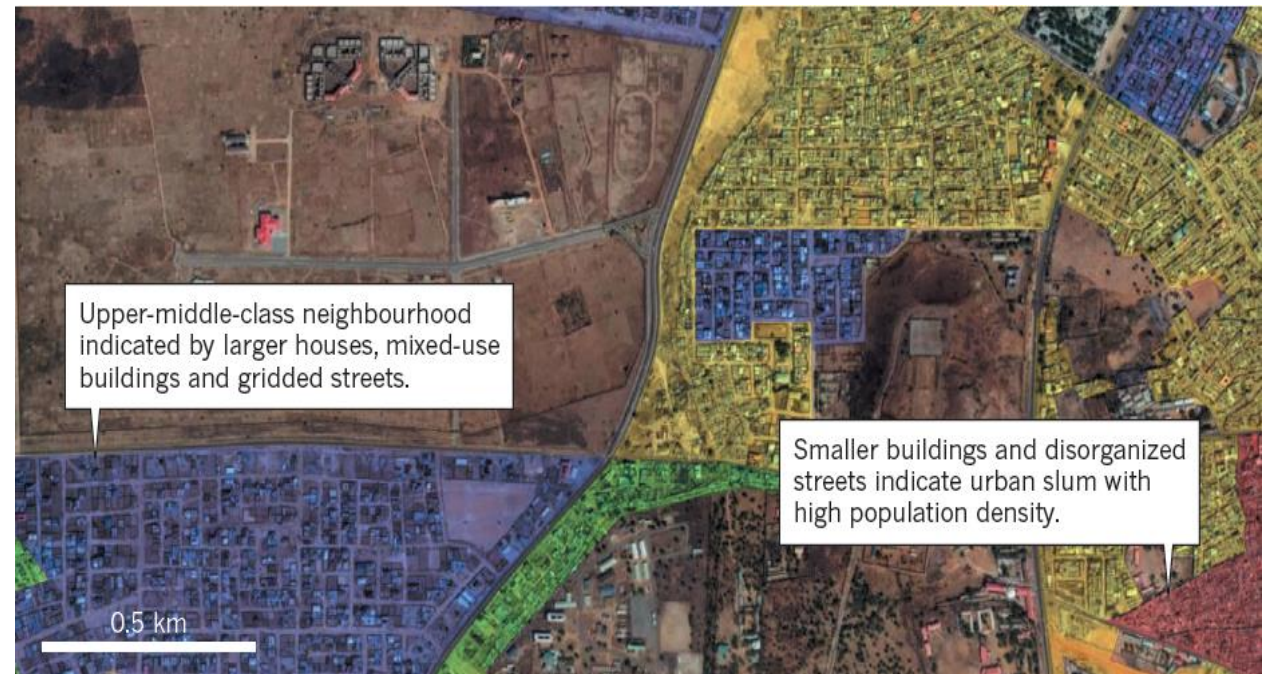 Upper-middle-class neighbourhood
indicated by larger houses, mixed-use
buildings and gridded streets.
Smaller buildings and disorganized
streets indicate urban slum with
high population density.
0.5 km